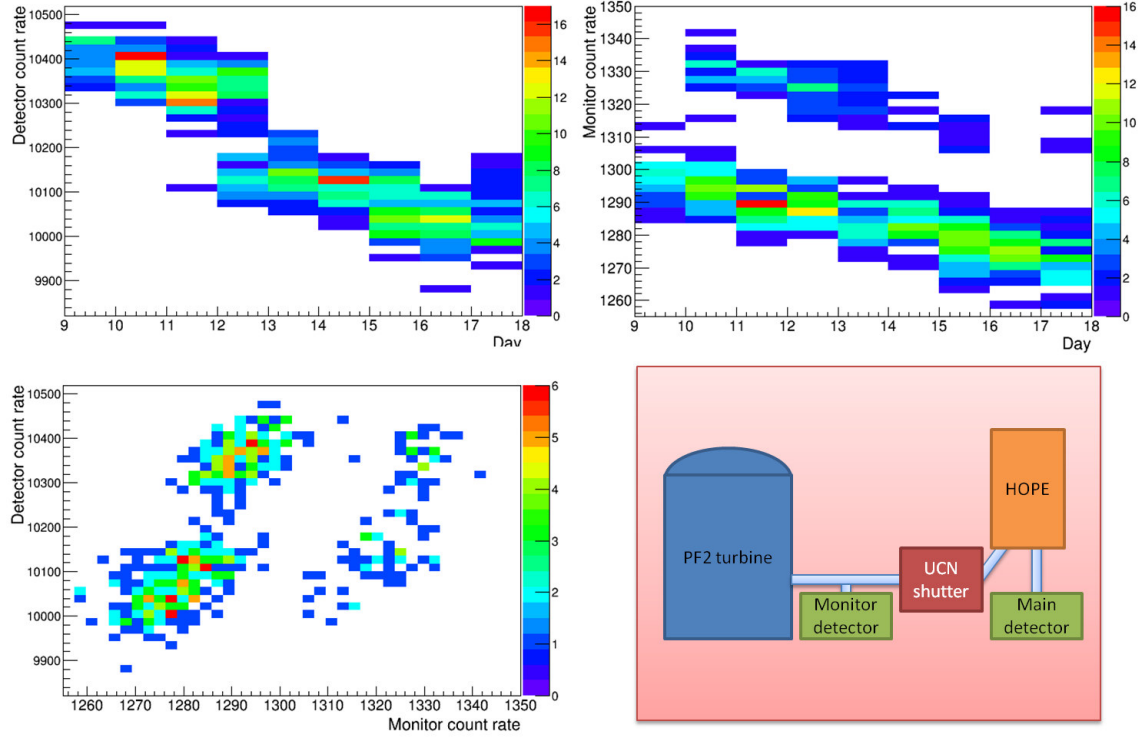 Detector count rate
10500
10400
10300
10200
10100
10000
9900
9 10 11 12 13 14 15 16 17 18
Day
16
14
12
10
8
6
4
2
0
Monitor count rate
1350
1340
1330
1320
1310
1300
1290
1280
1270
1260
9 10 11 12 13 14 15 16 17 18
Day
16
14
12
10
8
6
4
2
0
Detector count rate
10500
10400
10300
10200
10100
10000
9900
1260 1270 1280 1290 1300 1310 1320 1330 1340 1350
Monitor count rate
6
5
4
3
2
1
0
PF2 turbine
Monitor
detector
UCN
shutter
HOPE
Main
detector